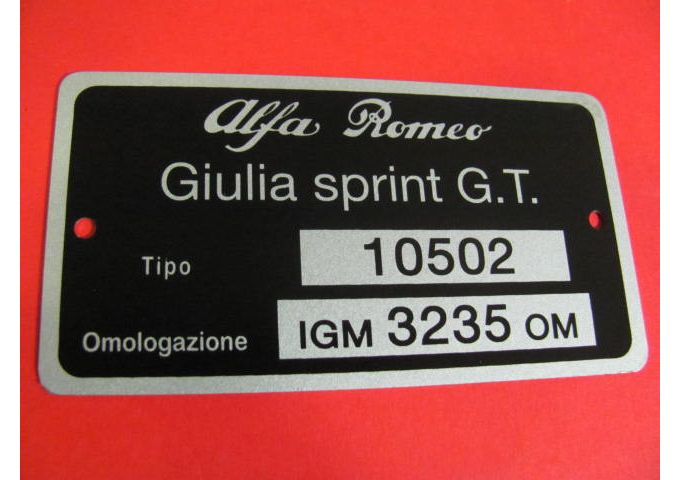 Alfa Romeo
Giulia sprint G.T.
Tipo 10502
Omologazione IGM 3235 OM